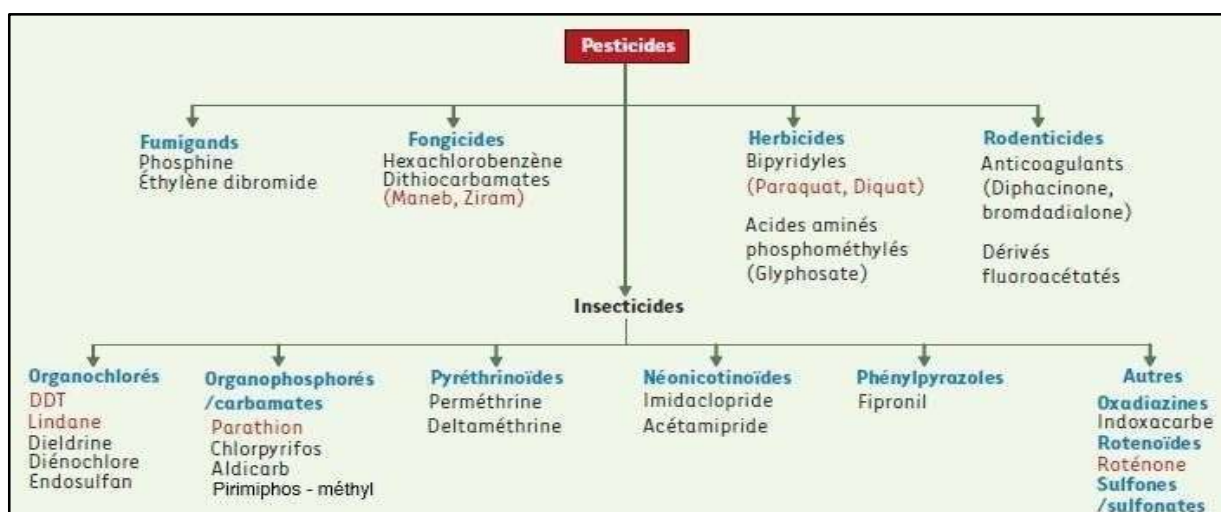 Pesticides
Fumigands
Phosphine
Éthylène dibromide
Fongicides
Hexachlorobenzène
Dithiocarbamates
(Maneb, Ziram)
Herbicides
Bipyridyles
(Paraquat, Diquat)
Acides aminés
phosphométhylés
(Glyphosate)
Rodenticides
Anticoagulants
(Diphacinone,
bromdadialone)
Dérivés
fluoroacétatés
Insecticides
Organochlorés
DDT
Lindane
Dieldrine
Diénochlore
Endosulfan
Organophosphorés
/carbamates
Parathion
Chlorpyrifos
Aldicarb
Pirimiphos - méthyl
Pyréthrinoïdes
Perméthrine
Deltaméthrine
Néonicotinoïdes
Imidaclopride
Acétamipride
Phénylpyrazoles
Fipronil
Autres
Oxadiazines
Indoxacarbe
Rotenoïdes
Roténone
Sulfones
/sulfonates